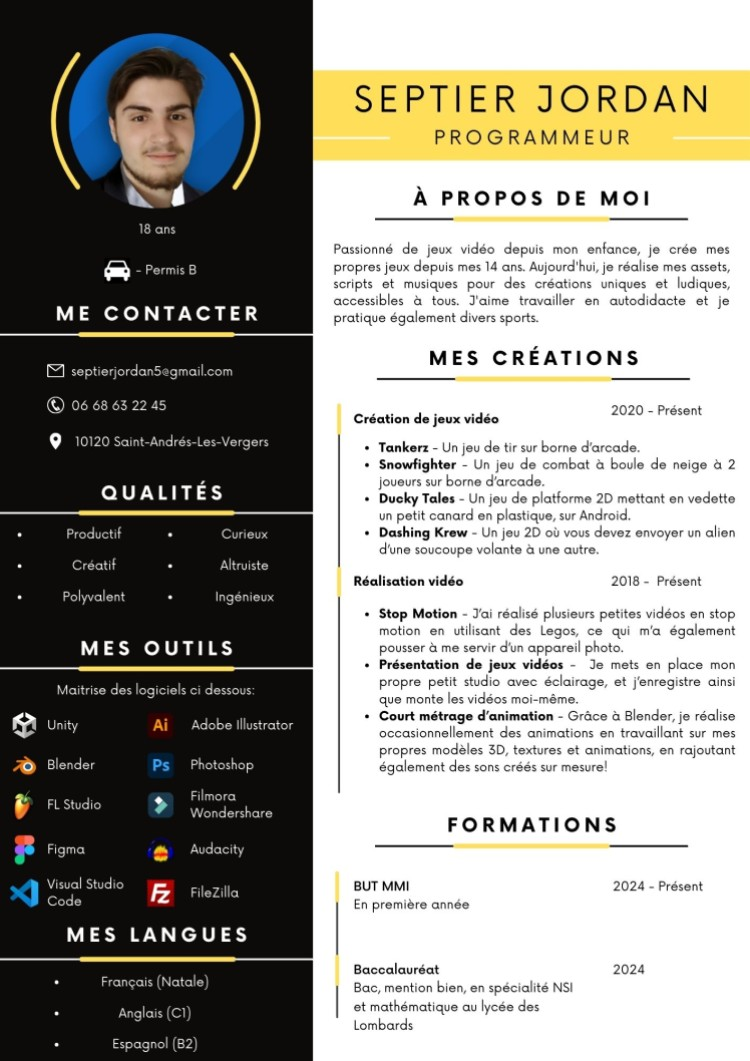 18 ans
- Permis B
ME CONTACTER
septierjordan5@gmail.com
06 68 63 22 45
10120 Saint-Andrés-Les-Vergers
QUALITÉS
• Productif • Curieux
• Créatif • Altruiste
• Polyvalent • Ingénieux
MES OUTILS
Maitrise des logiciels ci dessous:
Unity
Ai Adobe Illustrator
Blender
Ps Photoshop
FL Studio
Filmora
Wondershare
Figma
Audacity
Visual Studio
Code
Fz FileZilla
MES LANGUES
• Français (Natale)
• Anglais (C1)
• Espagnol (B2)
SEPTIER JORDAN
PROGRAMMEUR
À PROPOS DE MOI
Passionné de jeux vidéo depuis mon enfance, je crée mes
propres jeux depuis mes 14 ans. Aujourd'hui, je réalise mes assets,
scripts et musiques pour des créations uniques et ludiques,
accessibles à tous. J'aime travailler en autodidacte et je
pratique également divers sports.
MES CRÉATIONS
Création de jeux vidéo 2020 - Présent
• Tankerz - Un jeu de tir sur borne d’arcade.
• Snowfighter - Un jeu de combat à boule de neige à 2
joueurs sur borne d’arcade.
• Ducky Tales - Un jeu de platforme 2D mettant en vedette
un petit canard en plastique, sur Android.
• Dashing Krew - Un jeu 2D où vous devez envoyer un alien
d’une soucoupe volante à une autre.
Réalisation vidéo 2018 - Présent
• Stop Motion - J’ai réalisé plusieurs petites vidéos en stop
motion en utilisant des Legos, ce qui m’a également
pousser à me servir d’un appareil photo.
• Présentation de jeux vidéos - Je mets en place mon
propre petit studio avec éclairage, et j’enregistre ainsi
que monte les vidéos moi-même.
• Court métrage d’animation - Grâce à Blender, je réalise
occasionnellement des animations en travaillant sur mes
propres modèles 3D, textures et animations, en rajoutant
également des sons créés sur mesure!
FORMATIONS
BUT MMI 2024 - Présent
En première année
Baccalauréat 2024
Bac, mention bien, en spécialité NSI
et mathématique au lycée des
Lombards